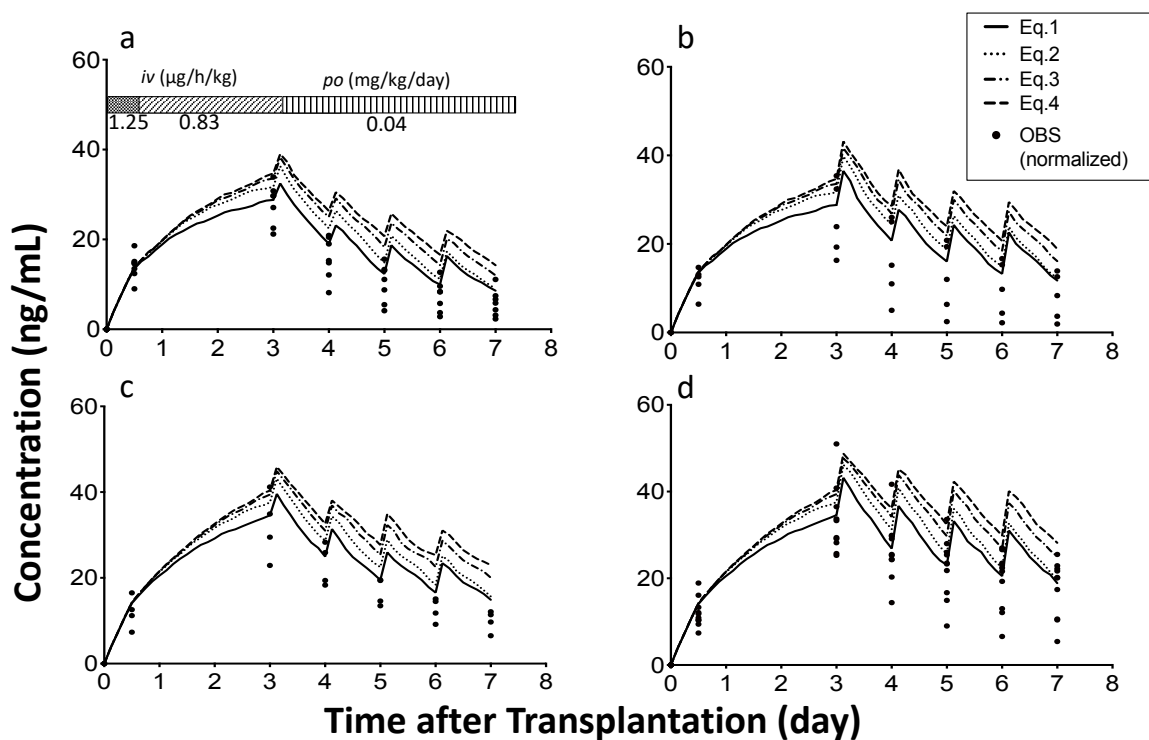 a
60
iv (µg/h/kg)
po (mg/kg/day)
1.25
0.83
0.04
40
20
0
0 1 2 3 4 5 6 7 8
b
60
40
20
0
0 1 2 3 4 5 6 7 8
Eq.1
Eq.2
Eq.3
Eq.4
OBS
(normalized)
c
60
40
20
0
0 1 2 3 4 5 6 7 8
d
60
40
20
0
0 1 2 3 4 5 6 7 8
Concentration (ng/mL)
Time after Transplantation (day)